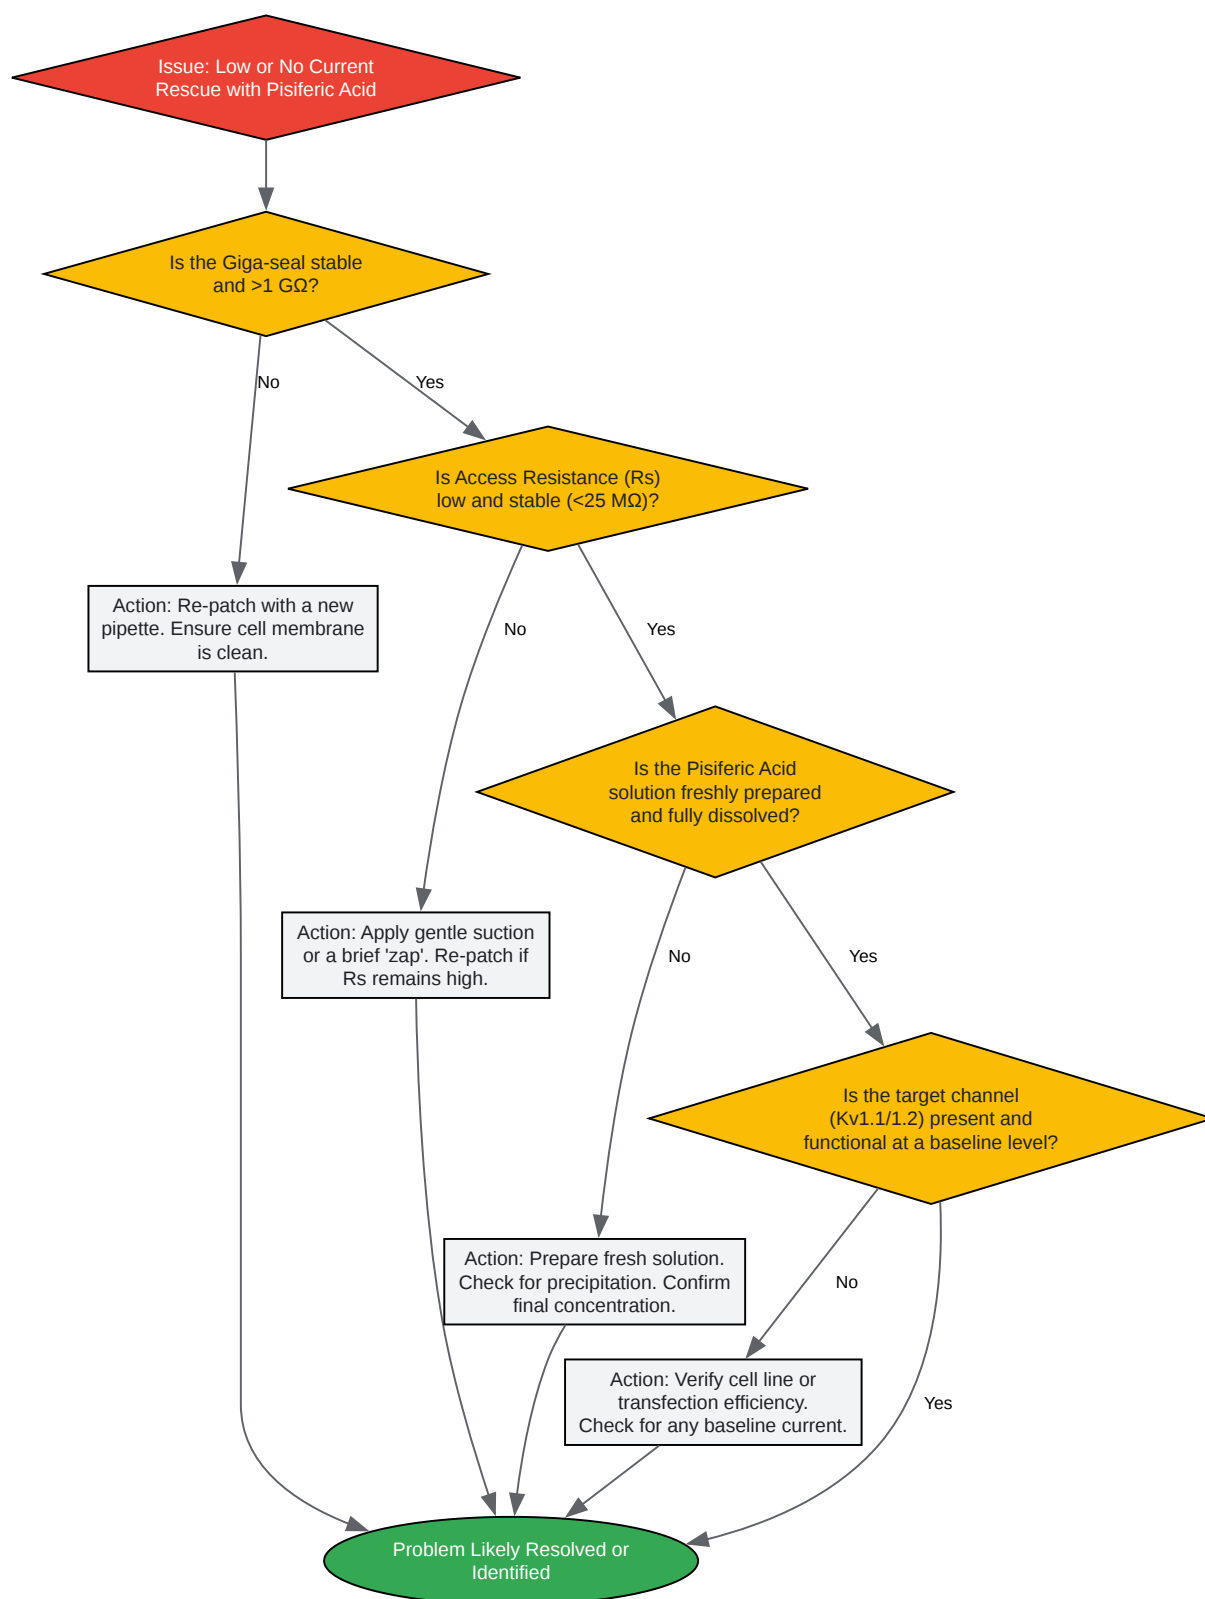 Issue: Low or No Current
Rescue with Pisiferic Acid
Is the Giga-seal stable
and >1 GΩ?
No
Yes
Is Access Resistance (Rs)
low and stable (<25 MΩ)?
Action: Re-patch with a new
pipette. Ensure cell membrane
is clean.
No
Yes
Is the Pisiferic Acid
solution freshly prepared
and fully dissolved?
Action: Apply gentle suction
or a brief 'zap'. Re-patch if
Rs remains high.
No
Yes
Is the target channel
(Kv1.1/1.2) present and
functional at a baseline level?
Action: Prepare fresh solution.
Check for precipitation. Confirm
final concentration.
No
Action: Verify cell line or
transfection efficiency.
Check for any baseline current.
Yes
Problem Likely Resolved or
Identified